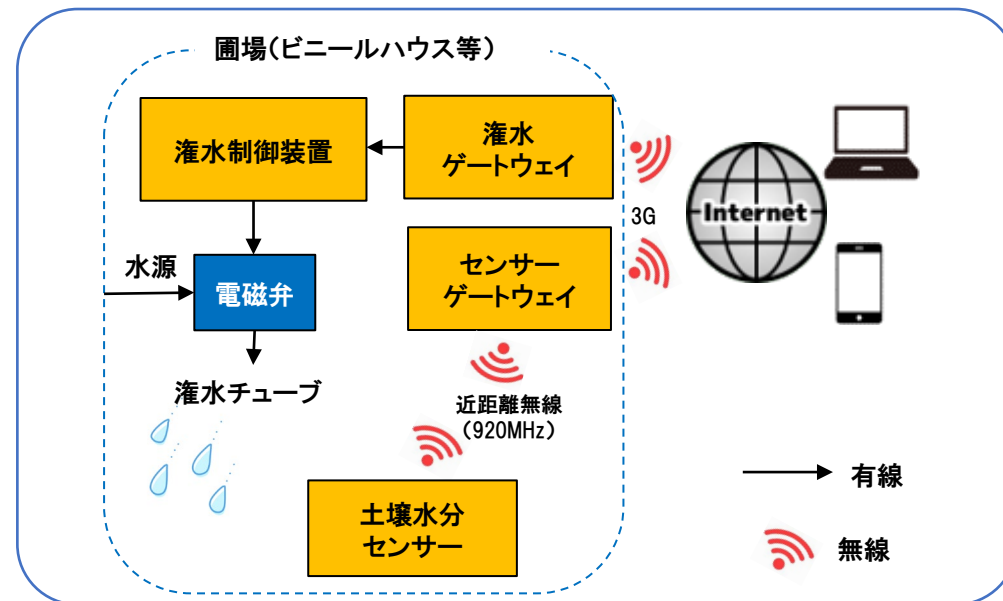 圃場(ビニールハウス等)
潅水制御装置
潅水
ゲートウェイ
3G
Internet
水源
電磁弁
センサー
ゲートウェイ
潅水チューブ
近距離無線
(920MHz)
土壌水分
センサー
有線
無線